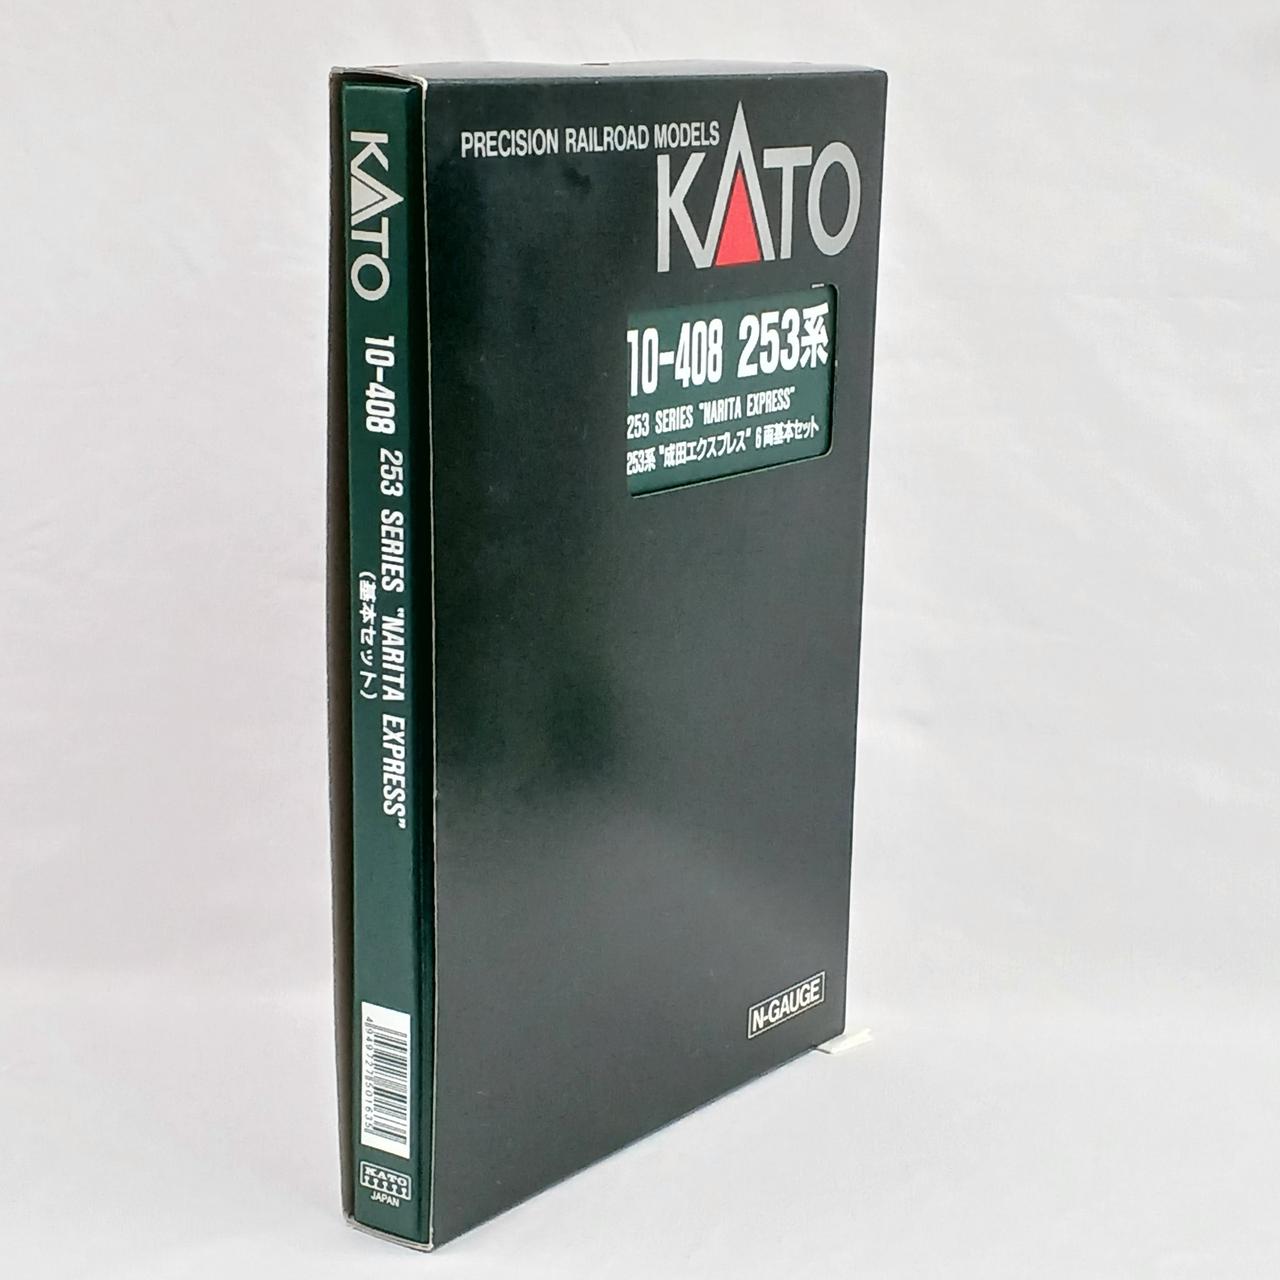 KATO
10-408 253 SERIES "NARITA EXPRESS"
(基本セット)
4949727501635
KATO
JAPAN
PRECISION RAILROAD MODELS
KATO
10-408 253系
253 SERIES "NARITA EXPRESS"
253系 "成田エクスプレス" 6両基本セット
N-GAUGE